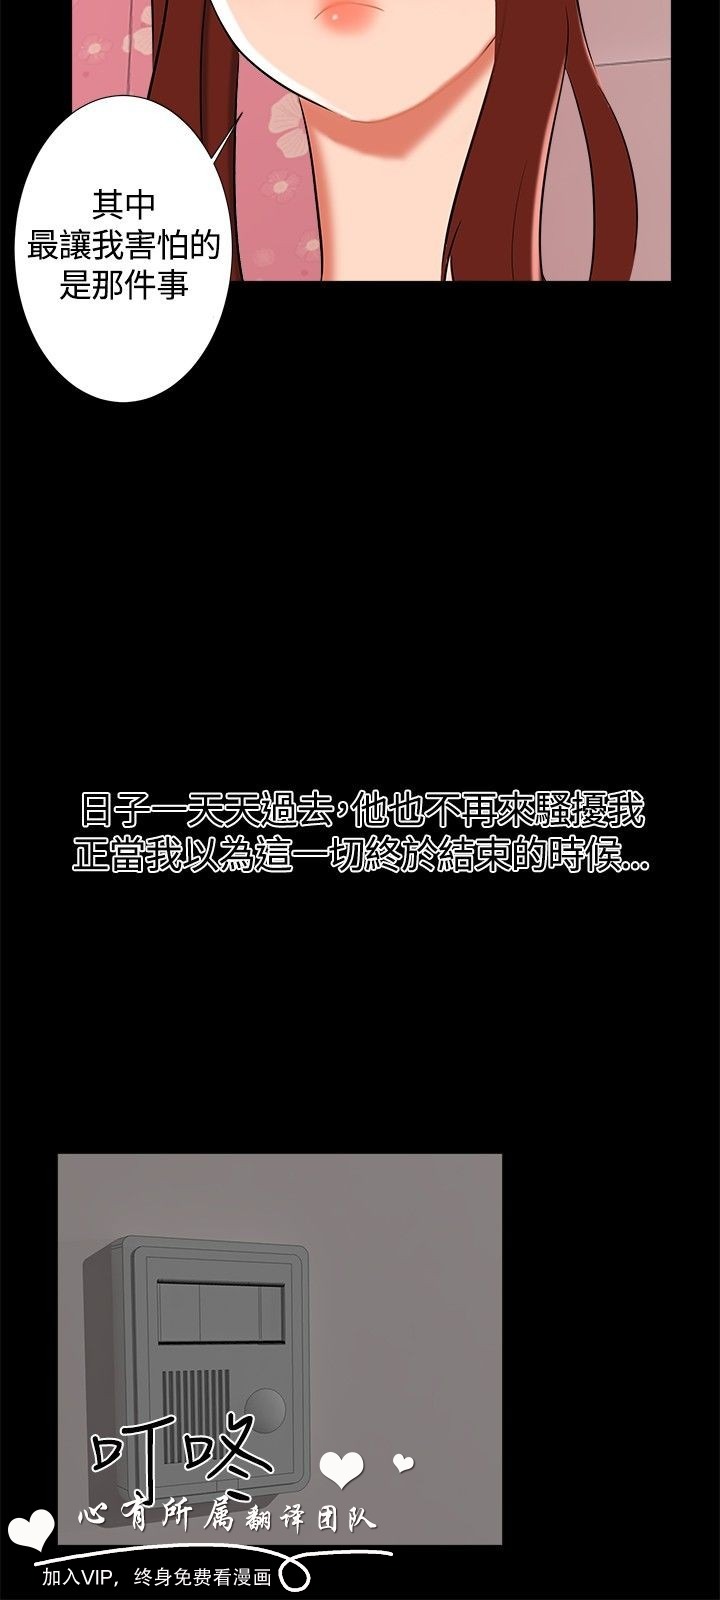 其中
最讓我害怕的
是那件事
日子一天天過去，他也不再來騷擾我
正當我以為這一切終於結束的時候...
叮咚
心有所属翻译团队
加入VIP，终身免费看漫画